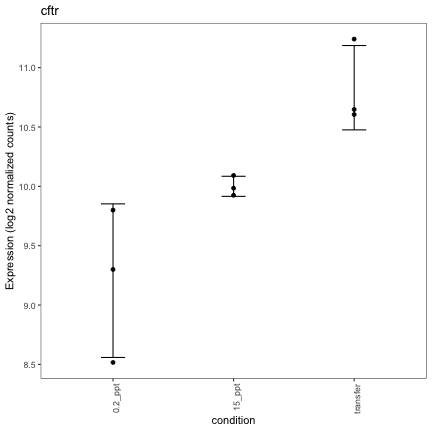 cftr
Expression (log2 normalized counts)
11.0
10.5
10.0
9.5
9.0
8.5
0.2_ppt
15_ppt
transfer
condition